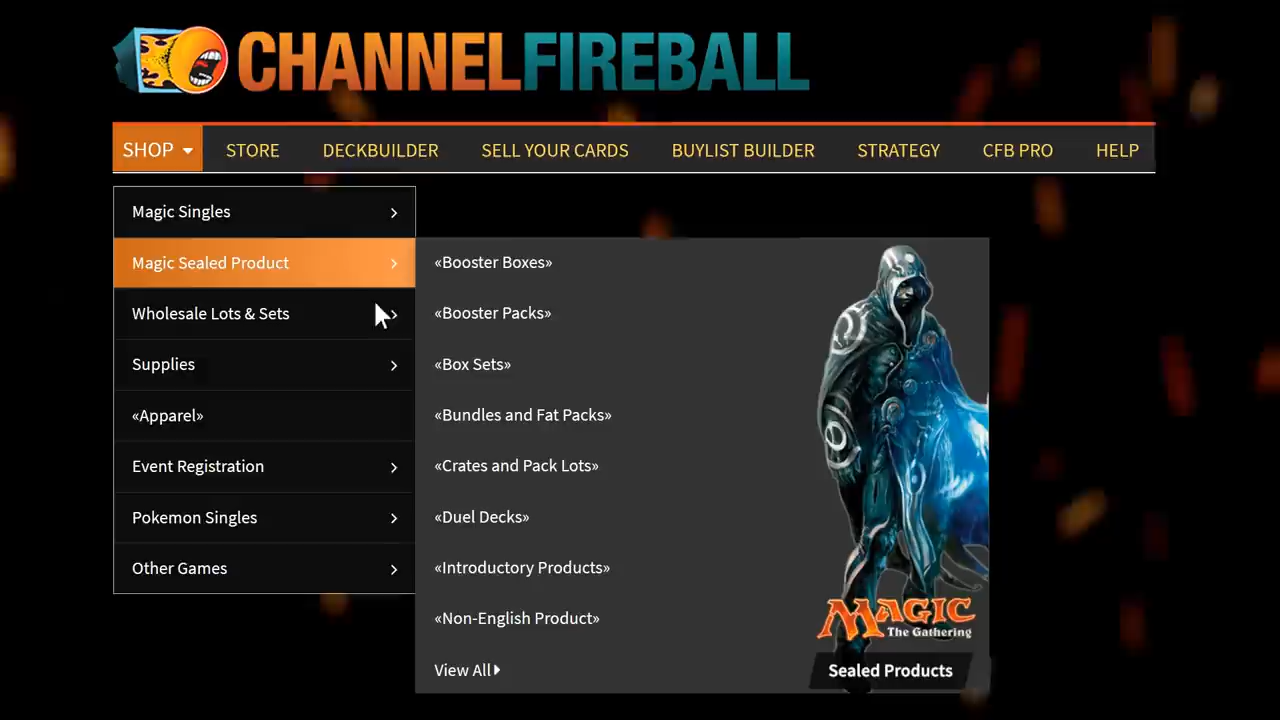 CHANNELFIREBALL
SHOP STORE DECKBUILDER SELL YOUR CARDS BUYLIST BUILDER STRATEGY CFB PRO HELP
Magic Singles
Magic Sealed Product
Wholesale Lots & Sets
Supplies
«Apparel»
Event Registration
Pokemon Singles
Other Games
«Booster Boxes»
«Booster Packs»
«Box Sets»
«Bundles and Fat Packs»
«Crates and Pack Lots»
«Duel Decks»
«Introductory Products»
«Non-English Product»
View All
MAGIC
The Gathering
Sealed Products